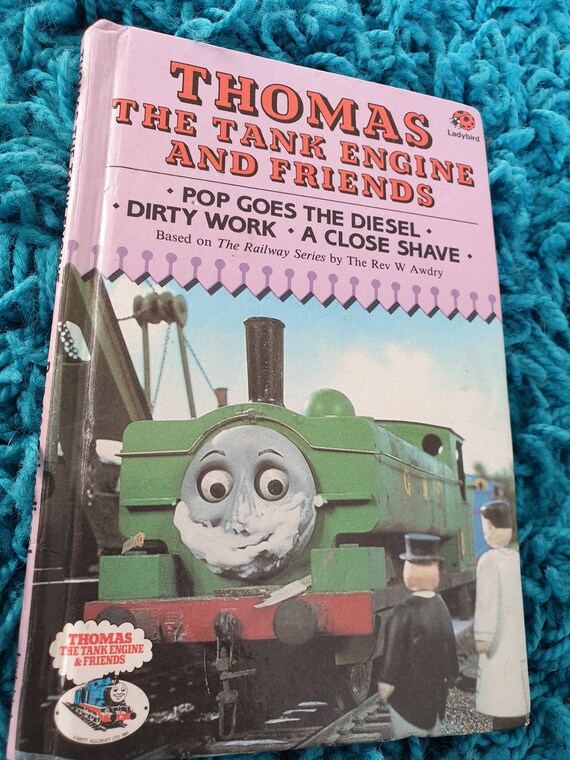 THOMAS
THE TANK ENGINE
AND FRIENDS
Ladybird
· POP GOES THE DIESEL ·
· DIRTY WORK · A CLOSE SHAVE ·
Based on The Railway Series by The Rev W Awdry
THOMAS
THE TANK ENGINE
& FRIENDS